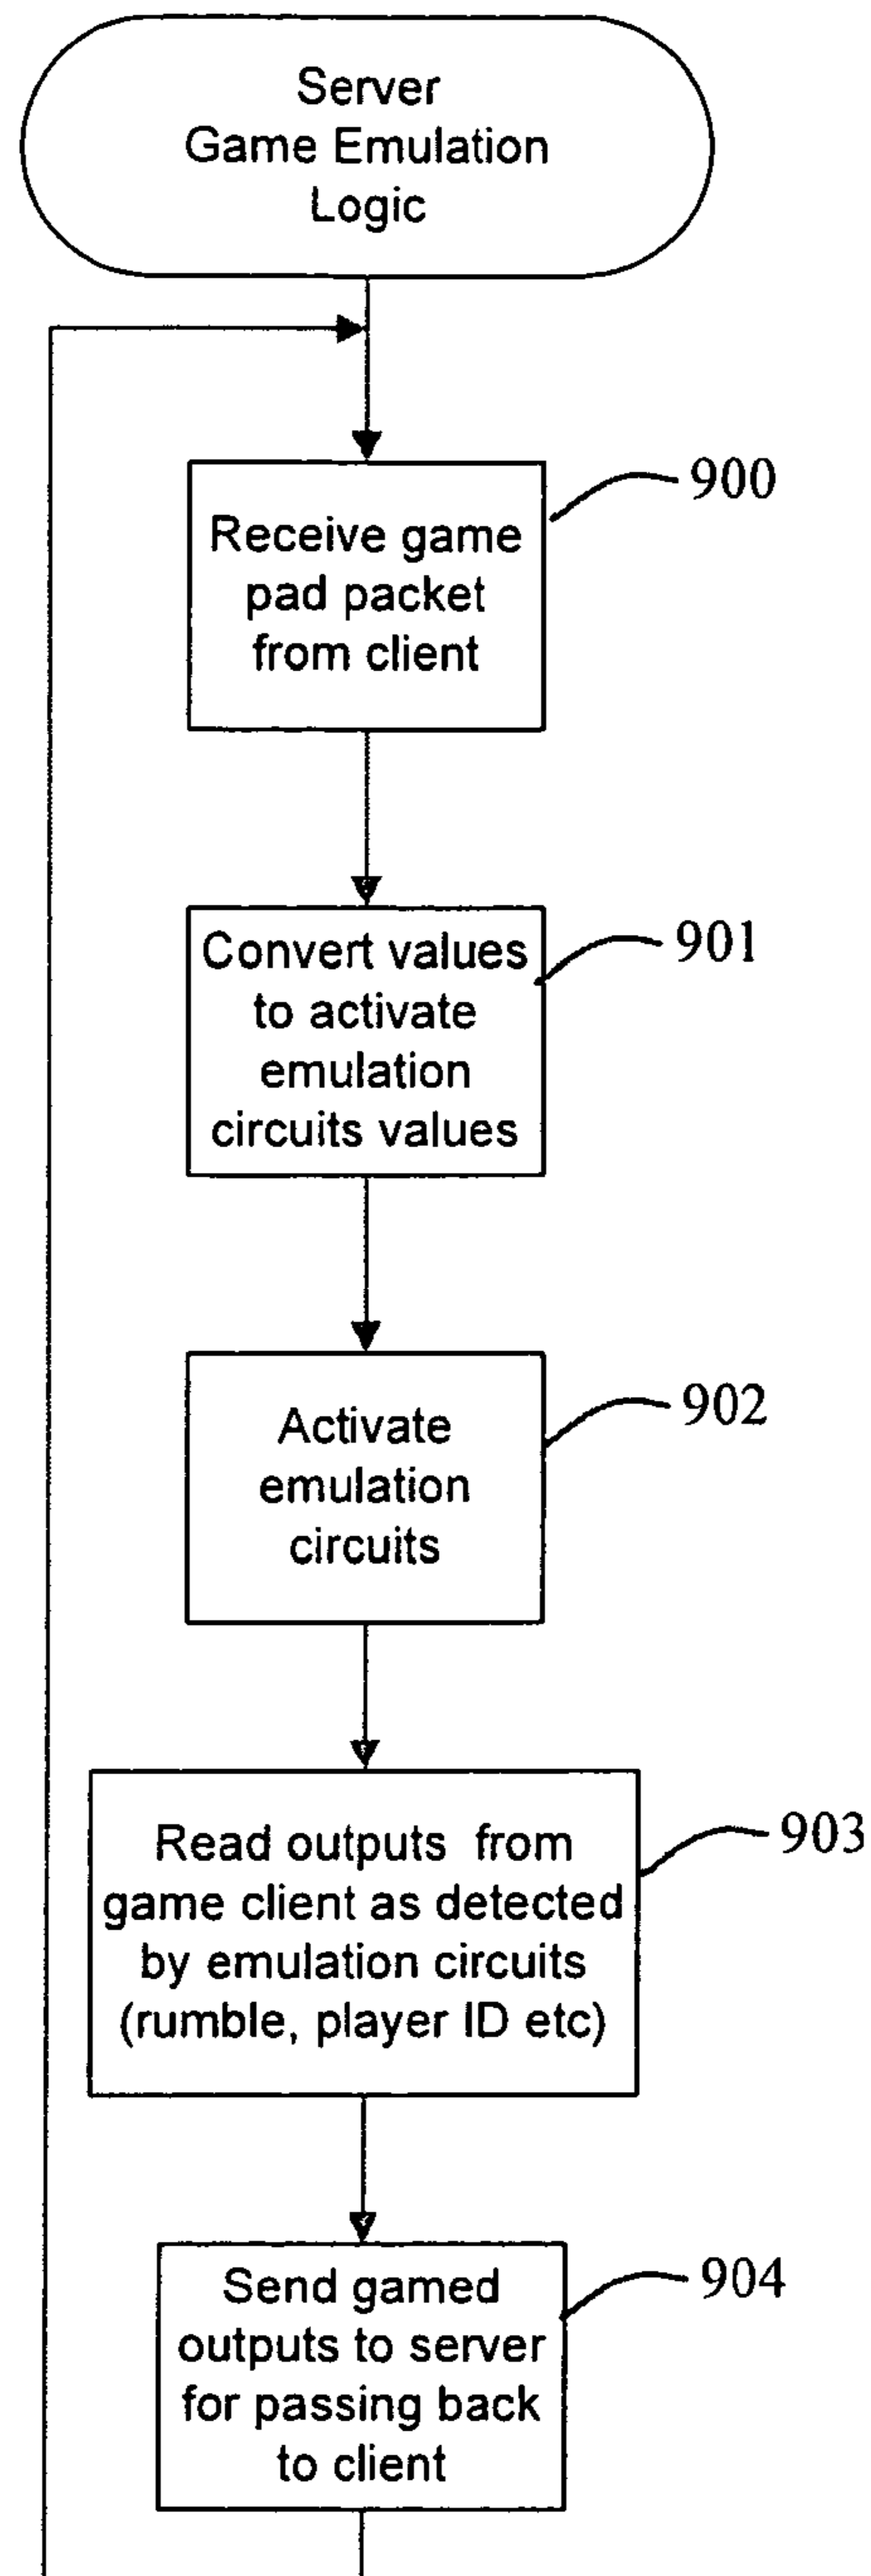 Server
Game Emulation
Logic
900
Receive game
pad packet
from client
901
Convert values
to activate
emulation
circuits values
902
Activate
emulation
circuits
903
Read outputs from
game client as detected
by emulation circuits
(rumble, player ID etc)
904
Send gamed
outputs to server
for passing back
to client